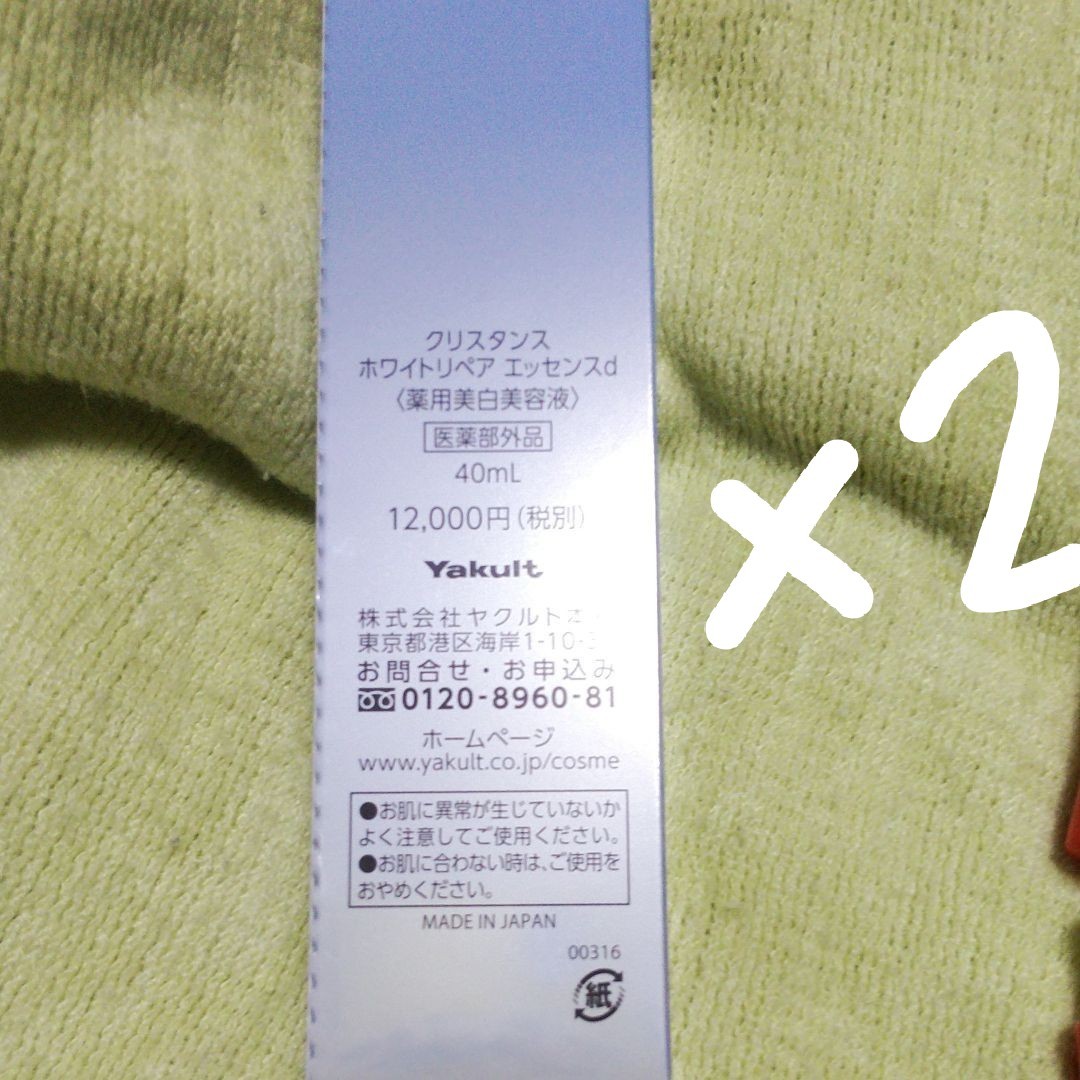 クリスタンス
ホワイトリペア エッセンスd
〈薬用美白美容液〉
医薬部外品
40mL
12,000円(税別)
Yakult
株式会社ヤクルト
東京都港区海岸1-10-
お問合せ・お申込み
0120-8960-81
ホームページ
www.yakult.co.jp/cosme
●お肌に異常が生じていないか
よく注意してご使用ください。
●お肌に合わない時は、ご使用を
おやめください。
MADE IN JAPAN
00316
紙
×2